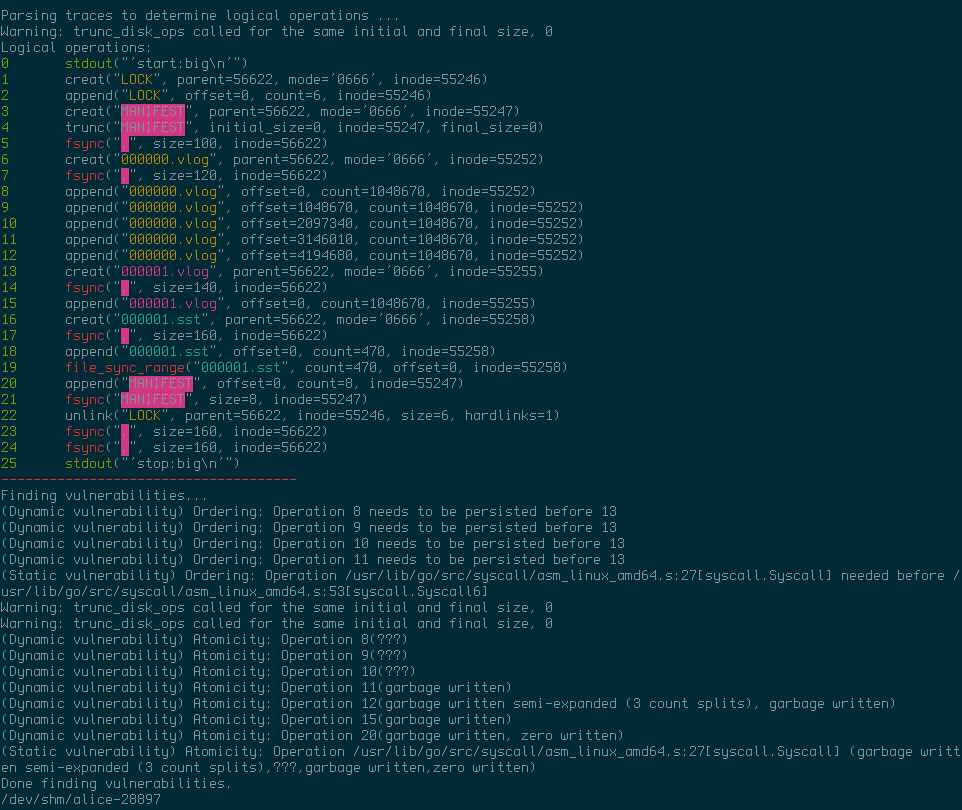 Parsing traces to determine logical operations ...
Warning: trunc_disk_ops called for the same initial and final size, 0
Logical operations:
0 stdout("'start:big\n'")
1 creat("LOCK", parent=56622, mode='0666', inode=55246)
2 append("LOCK", offset=0, count=6, inode=55246)
3 creat("MANIFEST", parent=56622, mode='0666', inode=55247)
4 trunc("MANIFEST", initial_size=0, inode=55247, final_size=0)
5 fsync(".", size=100, inode=56622)
6 creat("000000.vlog", parent=56622, mode='0666', inode=55252)
7 fsync(".", size=120, inode=56622)
8 append("000000.vlog", offset=0, count=1048670, inode=55252)
9 append("000000.vlog", offset=1048670, count=1048670, inode=55252)
10 append("000000.vlog", offset=2097340, count=1048670, inode=55252)
11 append("000000.vlog", offset=3146010, count=1048670, inode=55252)
12 append("000000.vlog", offset=4194680, count=1048670, inode=55252)
13 creat("000001.vlog", parent=56622, mode='0666', inode=55255)
14 fsync(".", size=140, inode=56622)
15 append("000001.vlog", offset=0, count=1048670, inode=55255)
16 creat("000001.sst", parent=56622, mode='0666', inode=55258)
17 fsync(".", size=160, inode=56622)
18 append("000001.sst", offset=0, count=470, inode=55258)
19 file_sync_range("000001.sst", count=470, offset=0, inode=55258)
20 append("MANIFEST", offset=0, count=8, inode=55247)
21 fsync("MANIFEST", size=8, inode=55247)
22 unlink("LOCK", parent=56622, inode=55246, size=6, hardlinks=1)
23 fsync(".", size=160, inode=56622)
24 fsync(".", size=160, inode=56622)
25 stdout("'stop:big\n'")
-------------------------------------
Finding vulnerabilities...
(Dynamic vulnerability) Ordering: Operation 8 needs to be persisted before 13
(Dynamic vulnerability) Ordering: Operation 9 needs to be persisted before 13
(Dynamic vulnerability) Ordering: Operation 10 needs to be persisted before 13
(Dynamic vulnerability) Ordering: Operation 11 needs to be persisted before 13
(Static vulnerability) Ordering: Operation /usr/lib/go/src/syscall/asm_linux_amd64.s:27[syscall.Syscall] needed before /
usr/lib/go/src/syscall/asm_linux_amd64.s:53[syscall.Syscall6]
Warning: trunc_disk_ops called for the same initial and final size, 0
Warning: trunc_disk_ops called for the same initial and final size, 0
(Dynamic vulnerability) Atomicity: Operation 8(???)
(Dynamic vulnerability) Atomicity: Operation 9(???)
(Dynamic vulnerability) Atomicity: Operation 10(???)
(Dynamic vulnerability) Atomicity: Operation 11(garbage written)
(Dynamic vulnerability) Atomicity: Operation 12(garbage written semi-expanded (3 count splits), garbage written)
(Dynamic vulnerability) Atomicity: Operation 15(garbage written)
(Dynamic vulnerability) Atomicity: Operation 20(garbage written, zero written)
(Static vulnerability) Atomicity: Operation /usr/lib/go/src/syscall/asm_linux_amd64.s:27[syscall.Syscall] (garbage writt
en semi-expanded (3 count splits),???,garbage written,zero written)
Done finding vulnerabilities.
/dev/shm/alice-28897